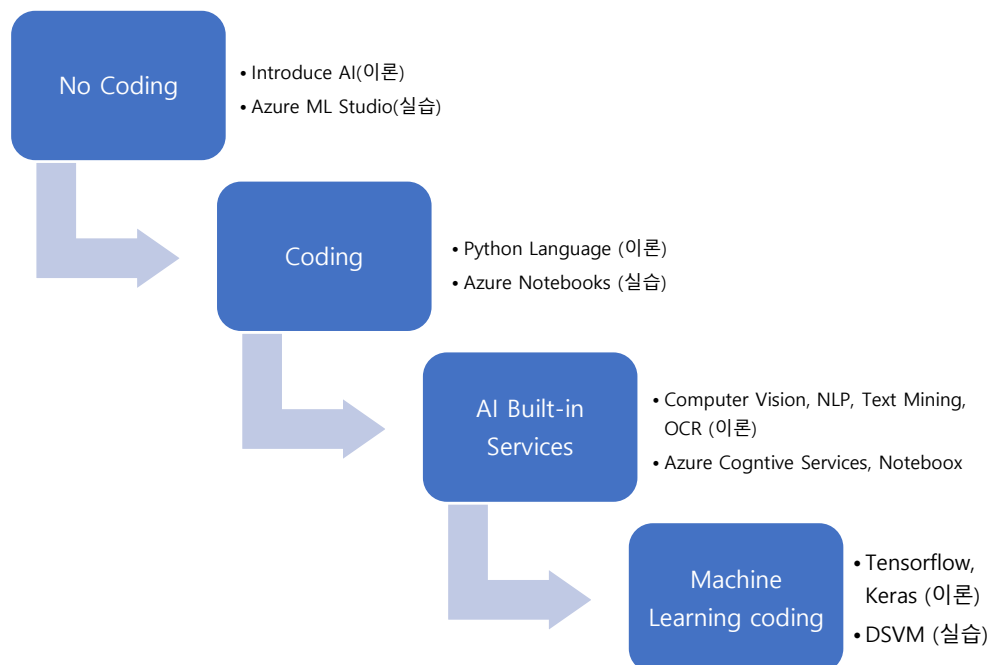 No Coding
• Introduce AI(이론)
• Azure ML Studio(실습)
Coding
• Python Language (이론)
• Azure Notebooks (실습)
AI Built-in
Services
• Computer Vision, NLP, Text Mining,
OCR (이론)
• Azure Cogntive Services, Noteboox
Machine
Learning coding
• Tensorflow,
Keras (이론)
• DSVM (실습)